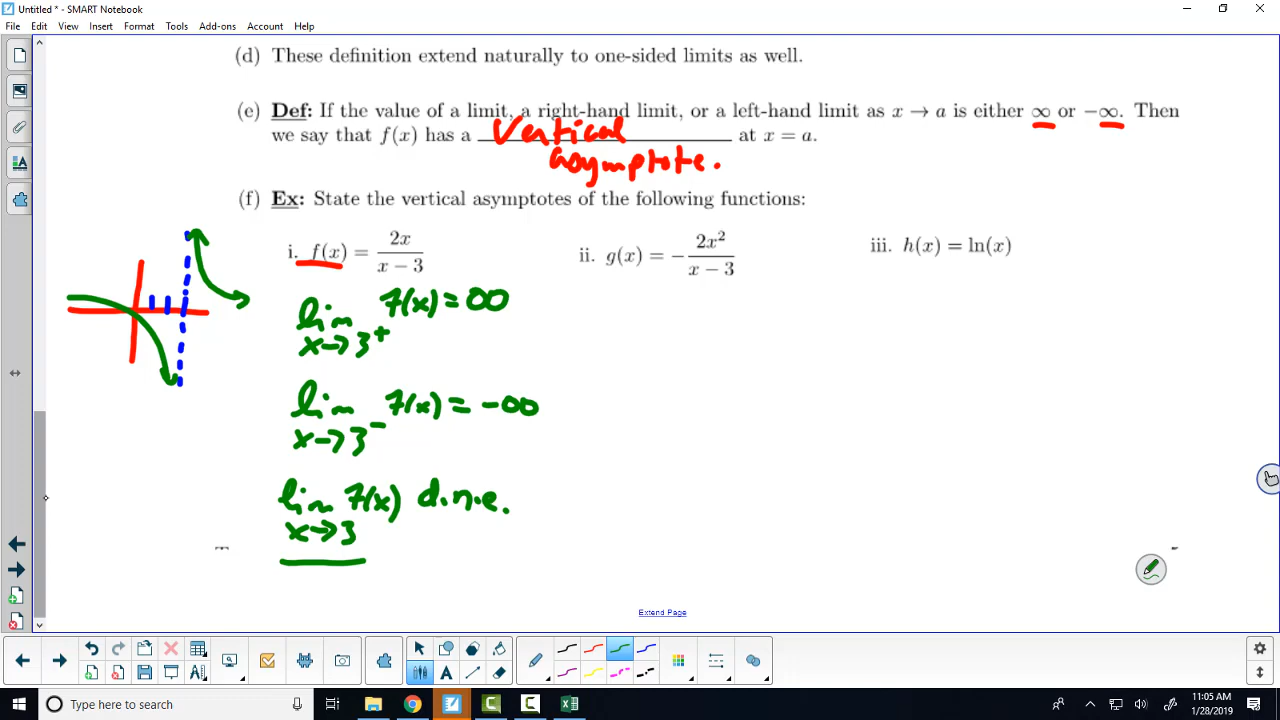 Untitled * - SMART Notebook
File Edit View Insert Format Tools Add-ons Account Help
(d) These definition extend naturally to one-sided limits as well.
(e) Def: If the value of a limit, a right-hand limit, or a left-hand limit as x → a is either ∞ or −∞. Then
we say that f(x) has a Vertical at x = a.
asymptote.
(f) Ex: State the vertical asymptotes of the following functions:
i. f(x) = 2x / (x − 3)
ii. g(x) = − 2x² / (x − 3)
iii. h(x) = ln(x)
lim x→3⁺ f(x) = ∞
lim x→3⁻ f(x) = -∞
lim x→3 f(x) d.n.e.
Extend Page
Type here to search
11:05 AM
1/28/2019